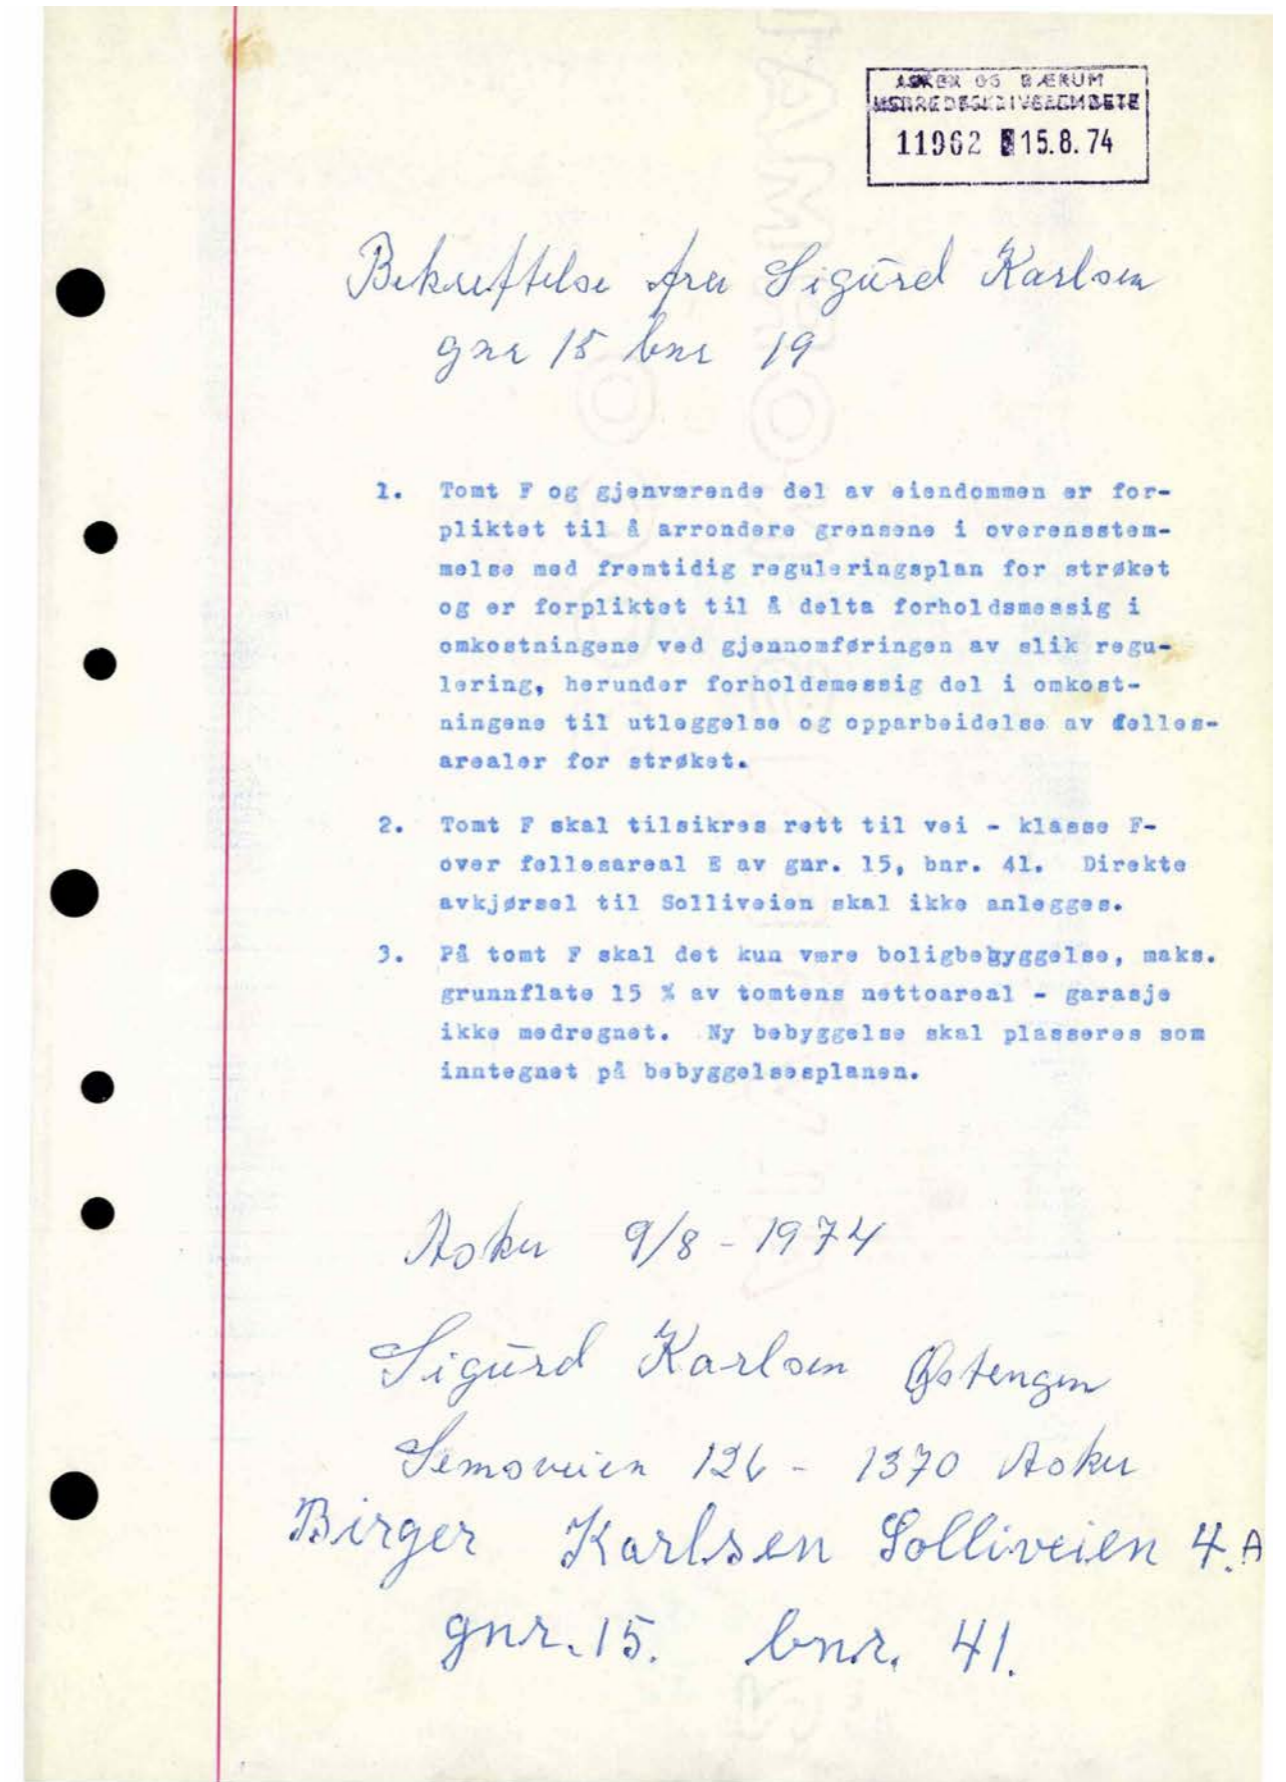 ASKER OG BÆRUM
HERREDSSKRIVEREMBETE
11962 15.8.74
Bekreftelse fra Sigurd Karlsen
gnr 15 bnr 19
1. Tomt F og gjenværende del av eiendommen er for-
pliktet til å arrondere grensene i overensstem-
melse med fremtidig reguleringsplan for strøket
og er forpliktet til å delta forholdsmessig i
omkostningene ved gjennomføringen av slik regu-
lering, herunder forholdsmessig del i omkost-
ningene til utleggelse og opparbeidelse av felles-
arealer for strøket.
2. Tomt F skal tilsikres rett til vei - klasse F-
over fellesareal E av gnr. 15, bnr. 41. Direkte
avkjørsel til Solliveien skal ikke anlegges.
3. På tomt F skal det kun være boligbebyggelse, maks.
grunnflate 15 % av tomtens nettoareal - garasje
ikke medregnet. Ny bebyggelse skal plasseres som
inntegnet på bebyggelsesplanen.
Asker 9/8 - 1974
Sigurd Karlsen Østengen
Semsveien 126 - 1370 Asker
Birger Karlsen Solliveien 4.A
gnr. 15. bnr. 41.